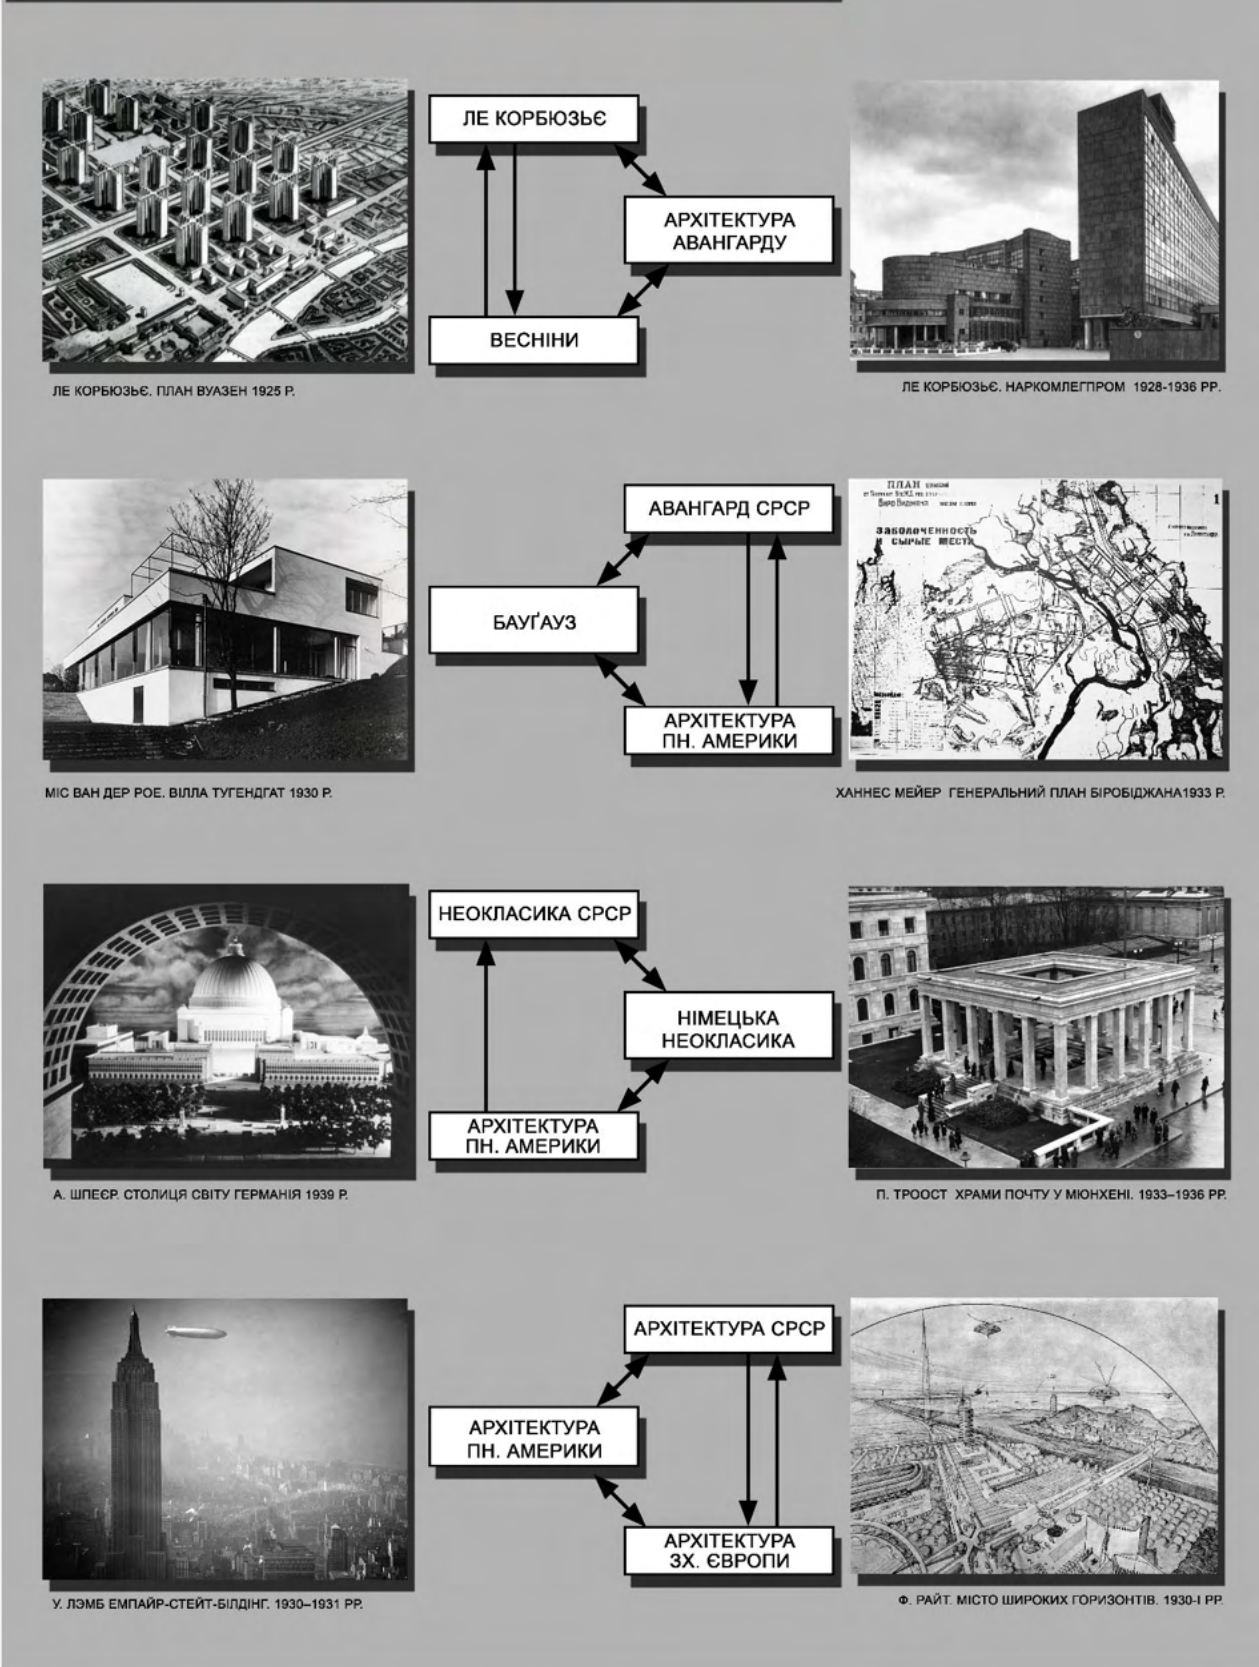 ЛЕ КОРБЮЗЬЄ
АРХІТЕКТУРА
АВАНГАРДУ
ВЕСНІНИ
ЛЕ КОРБЮЗЬЄ. ПЛАН ВУАЗЕН 1925 Р.
ЛЕ КОРБЮЗЬЄ. НАРКОМЛЕГПРОМ 1928-1936 РР.
АВАНГАРД СРСР
БАУҐАУЗ
АРХІТЕКТУРА
ПН. АМЕРИКИ
ПЛАН
ЗАБОЛОЧЕННОСТЬ
И СЫРЫЕ МЕСТА
1
МІС ВАН ДЕР РОЕ. ВІЛЛА ТУГЕНДГАТ 1930 Р.
ХАННЕС МЕЙЕР ГЕНЕРАЛЬНИЙ ПЛАН БІРОБІДЖАНА1933 Р.
НЕОКЛАСИКА СРСР
НІМЕЦЬКА
НЕОКЛАСИКА
АРХІТЕКТУРА
ПН. АМЕРИКИ
А. ШПЕЄР. СТОЛИЦЯ СВІТУ ГЕРМАНІЯ 1939 Р.
П. ТРООСТ ХРАМИ ПОЧТУ У МЮНХЕНІ. 1933–1936 РР.
АРХІТЕКТУРА СРСР
АРХІТЕКТУРА
ПН. АМЕРИКИ
АРХІТЕКТУРА
ЗХ. ЄВРОПИ
У. ЛЭМБ ЕМПАЙР-СТЕЙТ-БІЛДІНГ. 1930–1931 РР.
Ф. РАЙТ. МІСТО ШИРОКИХ ГОРИЗОНТІВ. 1930-І РР.